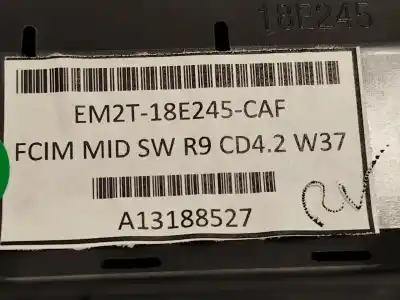 18E245
EM2T-18E245-CAF
FCIM MID SW R9 CD4.2 W37
A13188527